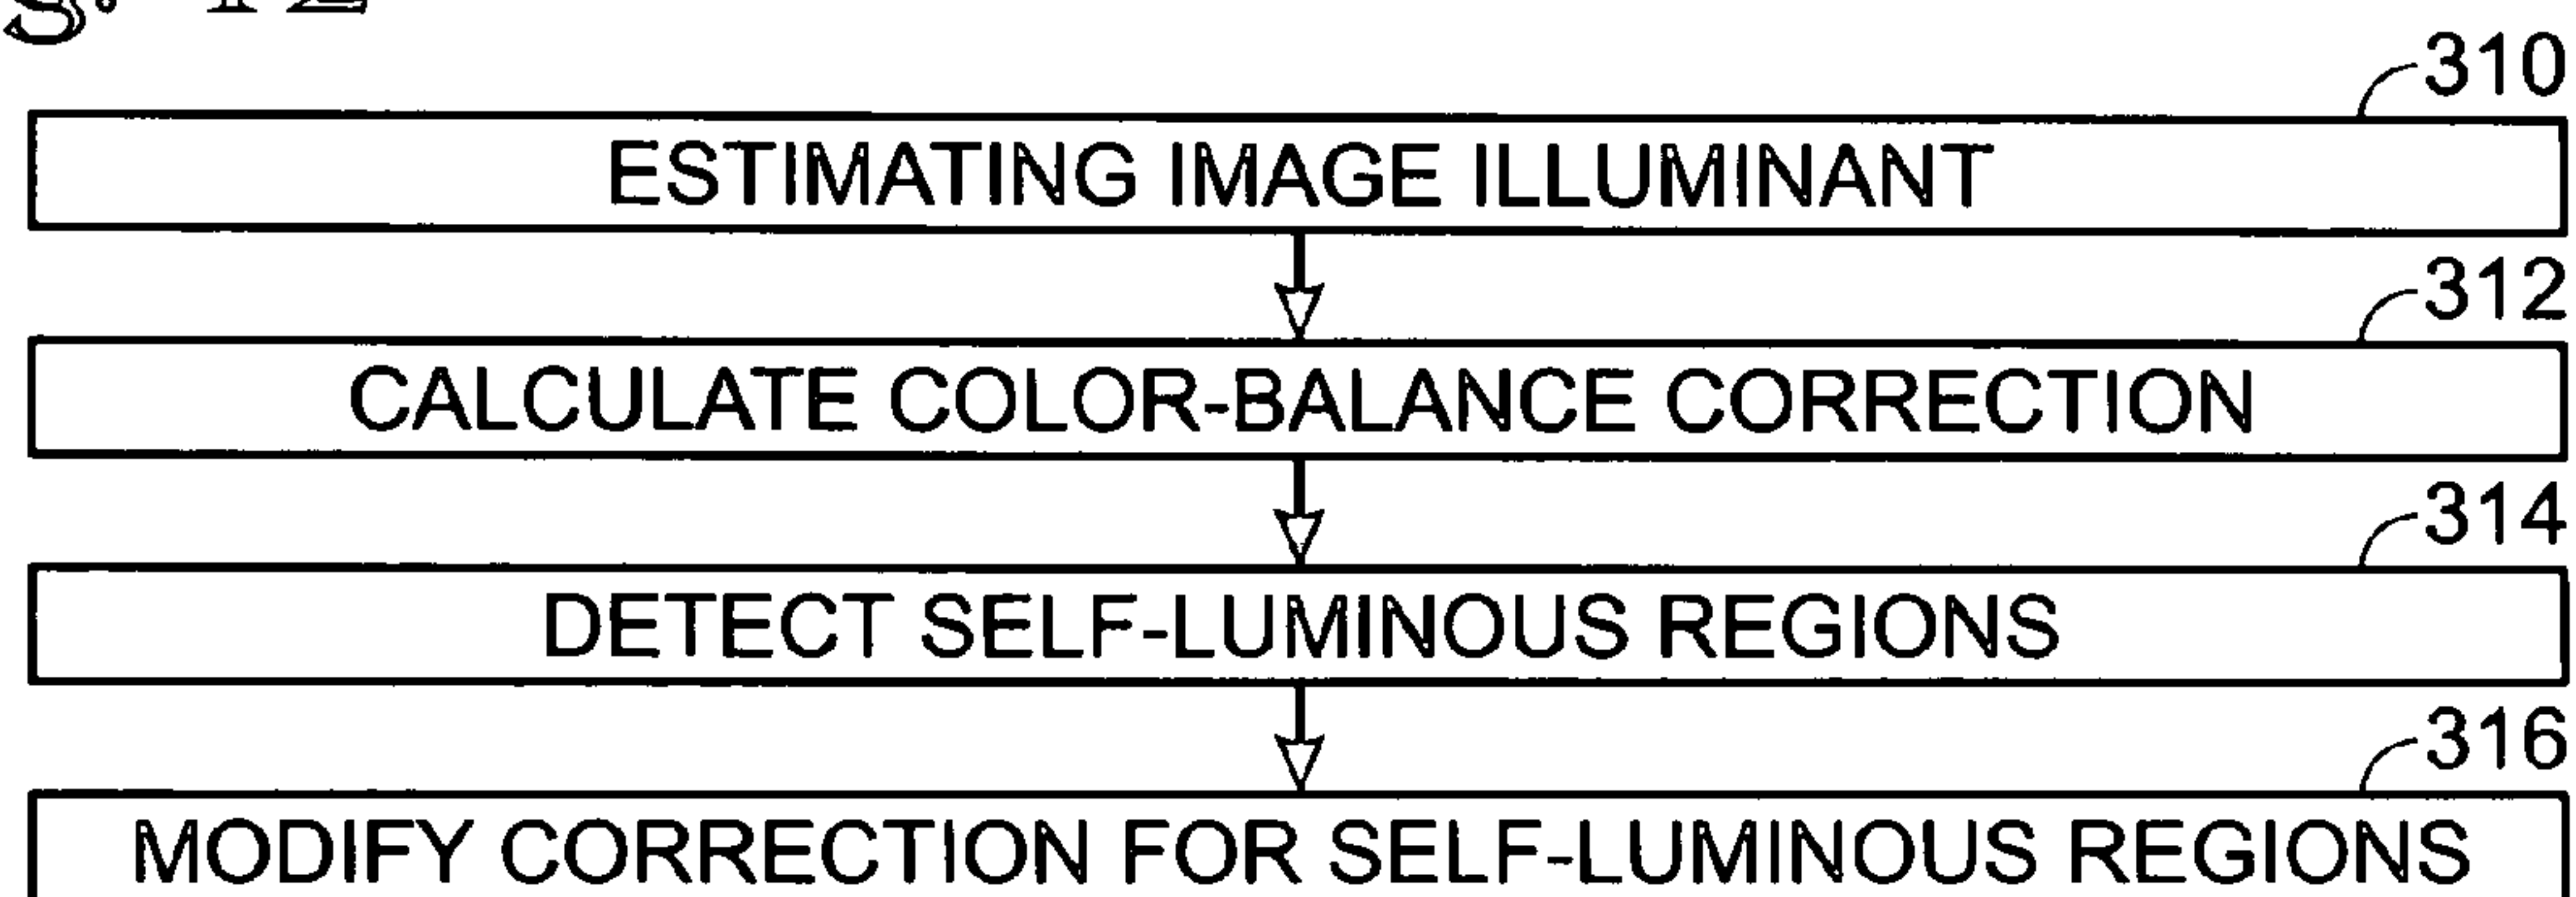 310
ESTIMATING IMAGE ILLUMINANT
312
CALCULATE COLOR-BALANCE CORRECTION
314
DETECT SELF-LUMINOUS REGIONS
316
MODIFY CORRECTION FOR SELF-LUMINOUS REGIONS